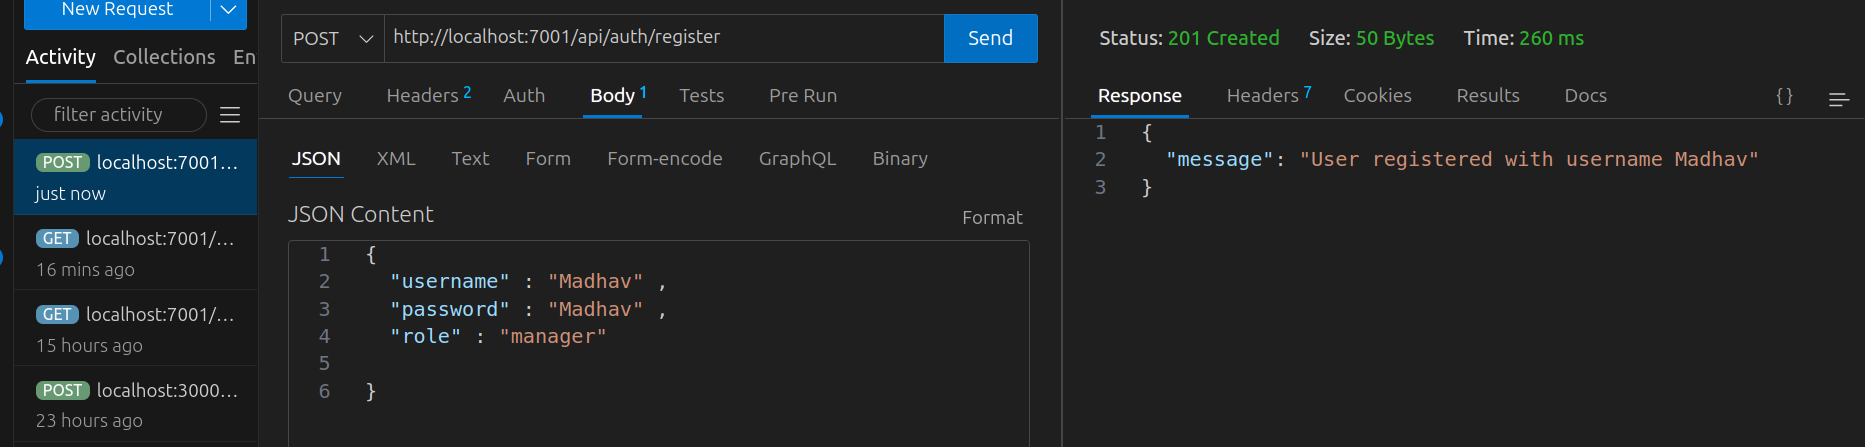 New Request
Activity Collections En
filter activity
POST localhost:7001...
just now
GET localhost:7001/...
16 mins ago
GET localhost:7001/...
15 hours ago
POST localhost:3000...
23 hours ago
POST http://localhost:7001/api/auth/register Send
Query Headers 2 Auth Body 1 Tests Pre Run
JSON XML Text Form Form-encode GraphQL Binary
JSON Content Format
1 {
2 "username" : "Madhav" ,
3 "password" : "Madhav" ,
4 "role" : "manager"
5
6 }
Status: 201 Created Size: 50 Bytes Time: 260 ms
Response Headers 7 Cookies Results Docs { }
1 {
2 "message": "User registered with username Madhav"
3 }